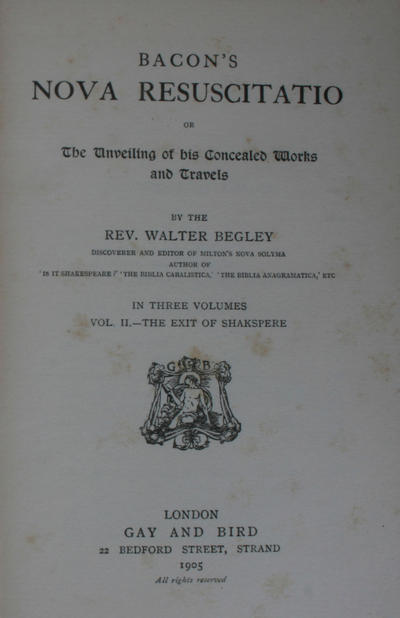 BACON'S
NOVA RESUSCITATIO
OR
The Unveiling of his Concealed Works
and Travels
BY THE
REV. WALTER BEGLEY
DISCOVERER AND EDITOR OF MILTON'S NOVA SOLYMA
AUTHOR OF
'IS IT SHAKESPEARE?' 'THE BIBLIA CABALISTICA,' 'THE BIBLIA ANAGRAMATICA,' ETC
IN THREE VOLUMES
VOL. II.—THE EXIT OF SHAKSPERE
G B
LONDON
GAY AND BIRD
22 BEDFORD STREET, STRAND
1905
All rights reserved